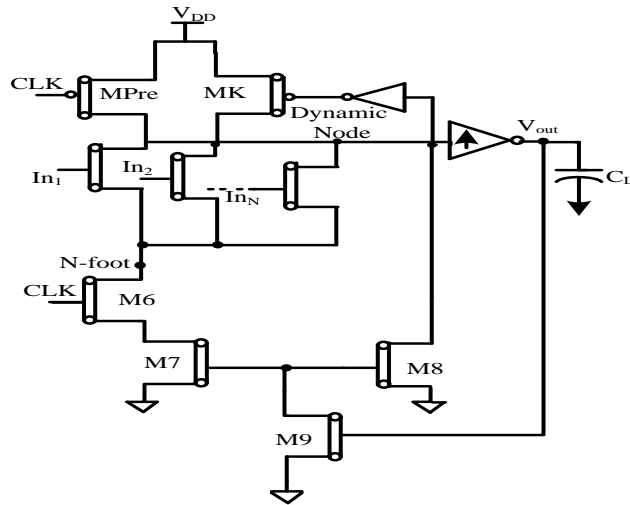 VDD
CLK
MPre
MK
Dynamic
Node
Vout
In1
In2
InN
CL
N-foot
CLK
M6
M7
M8
M9